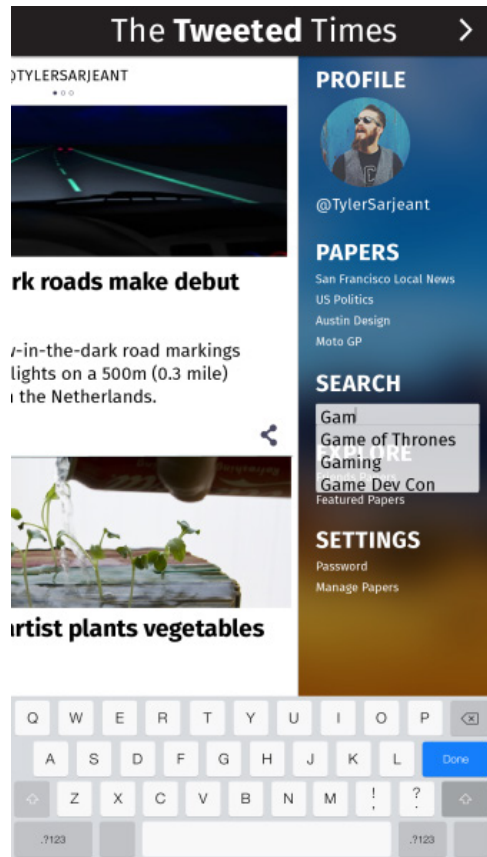 The Tweeted Times
@TYLERSARJEANT
rk roads make debut
-in-the-dark road markings
lights on a 500m (0.3 mile)
the Netherlands.
artist plants vegetables
PROFILE
@TylerSarjeant
PAPERS
San Francisco Local News
US Politics
Austin Design
Moto GP
SEARCH
Gam
Game of Thrones
Gaming
Game Dev Con
EXPLORE
Featured Papers
SETTINGS
Password
Manage Papers
Q W E R T Y U I O P
A S D F G H J K L Done
Z X C V B N M ! , ? .
.?123 .?123